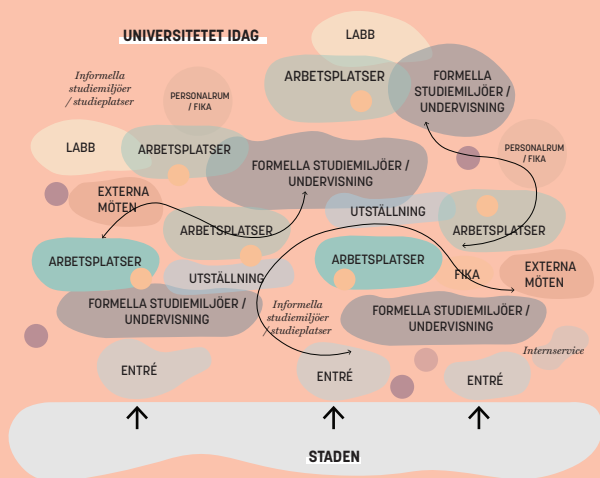 UNIVERSITETET IDAG
LABB
Informella
studiemiljöer
/ studieplatser
PERSONALRUM
/ FIKA
ARBETSPLATSER
FORMELLA
STUDIEMILJÖER /
UNDERVISNING
LABB
ARBETSPLATSER
FORMELLA STUDIEMILJÖER /
UNDERVISNING
PERSONALRUM
/ FIKA
EXTERNA
MÖTEN
ARBETSPLATSER
UTSTÄLLNING
ARBETSPLATSER
ARBETSPLATSER
UTSTÄLLNING
ARBETSPLATSER
FIKA
EXTERNA
MÖTEN
FORMELLA STUDIEMILJÖER /
UNDERVISNING
Informella
studiemiljöer
/ studieplatser
FORMELLA STUDIEMILJÖER /
UNDERVISNING
Internservice
ENTRÉ
ENTRÉ
ENTRÉ
STADEN